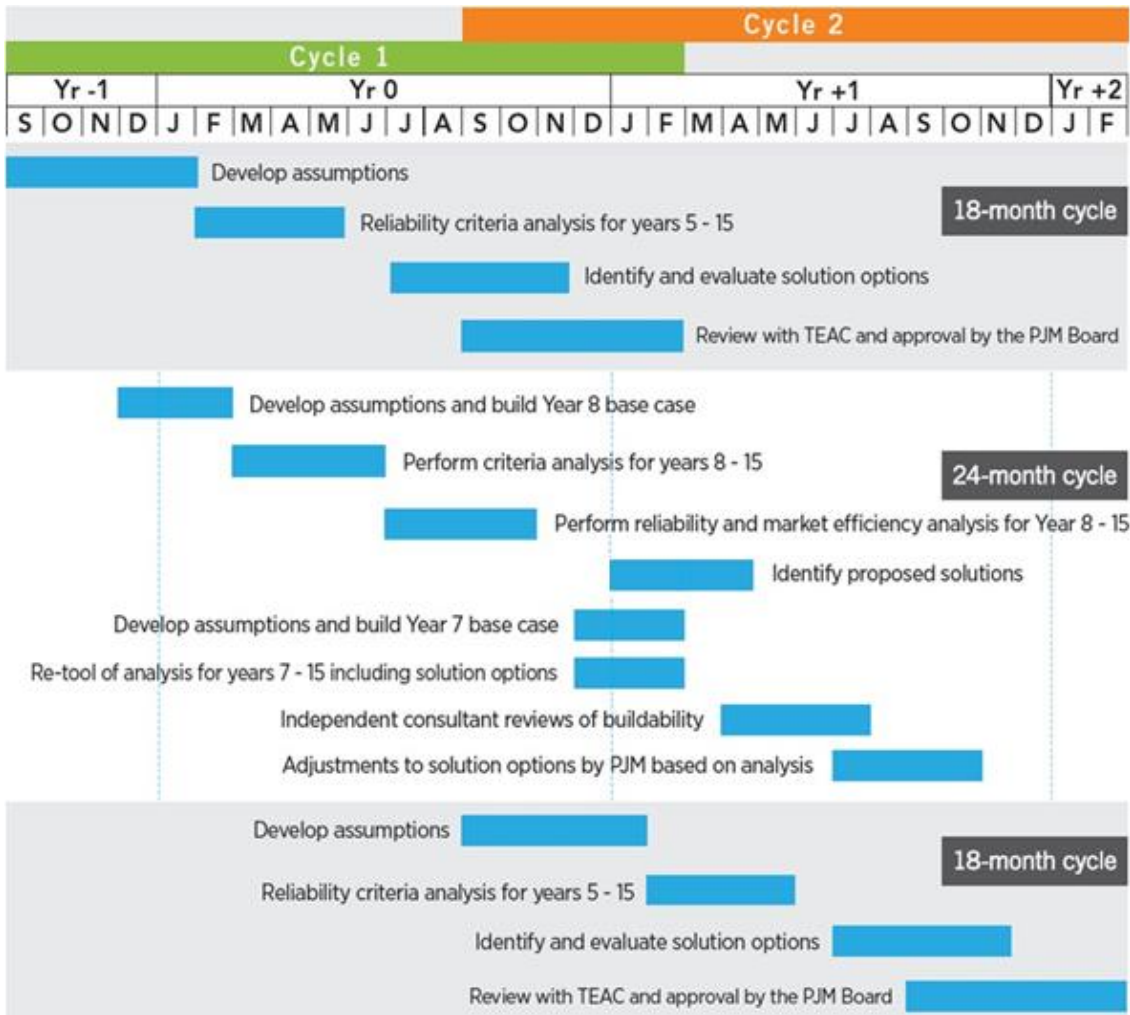 Cycle 2
Cycle 1
Yr -1 Yr 0 Yr +1 Yr +2
S O N D J F M A M J J A S O N D J F M A M J J A S O N D J F
Develop assumptions
18-month cycle
Reliability criteria analysis for years 5 - 15
Identify and evaluate solution options
Review with TEAC and approval by the PJM Board
Develop assumptions and build Year 8 base case
Perform criteria analysis for years 8 - 15
24-month cycle
Perform reliability and market efficiency analysis for Year 8 - 15
Identify proposed solutions
Develop assumptions and build Year 7 base case
Re-tool of analysis for years 7 - 15 including solution options
Independent consultant reviews of buildability
Adjustments to solution options by PJM based on analysis
Develop assumptions
18-month cycle
Reliability criteria analysis for years 5 - 15
Identify and evaluate solution options
Review with TEAC and approval by the PJM Board